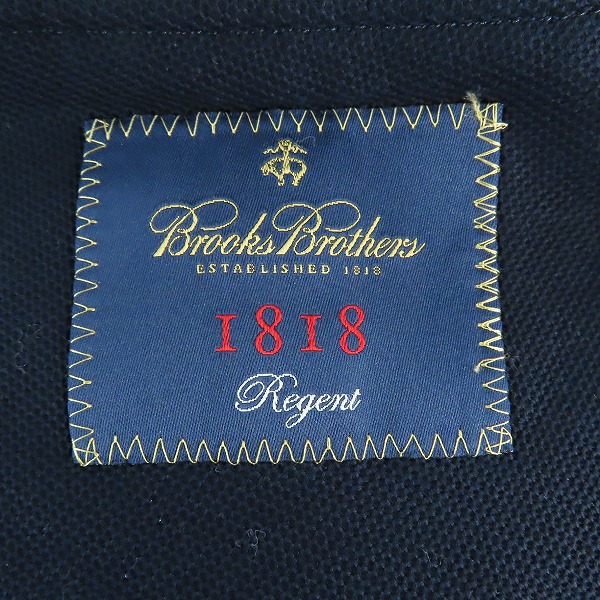 Brooks Brothers
ESTABLISHED 1818
1818
Regent